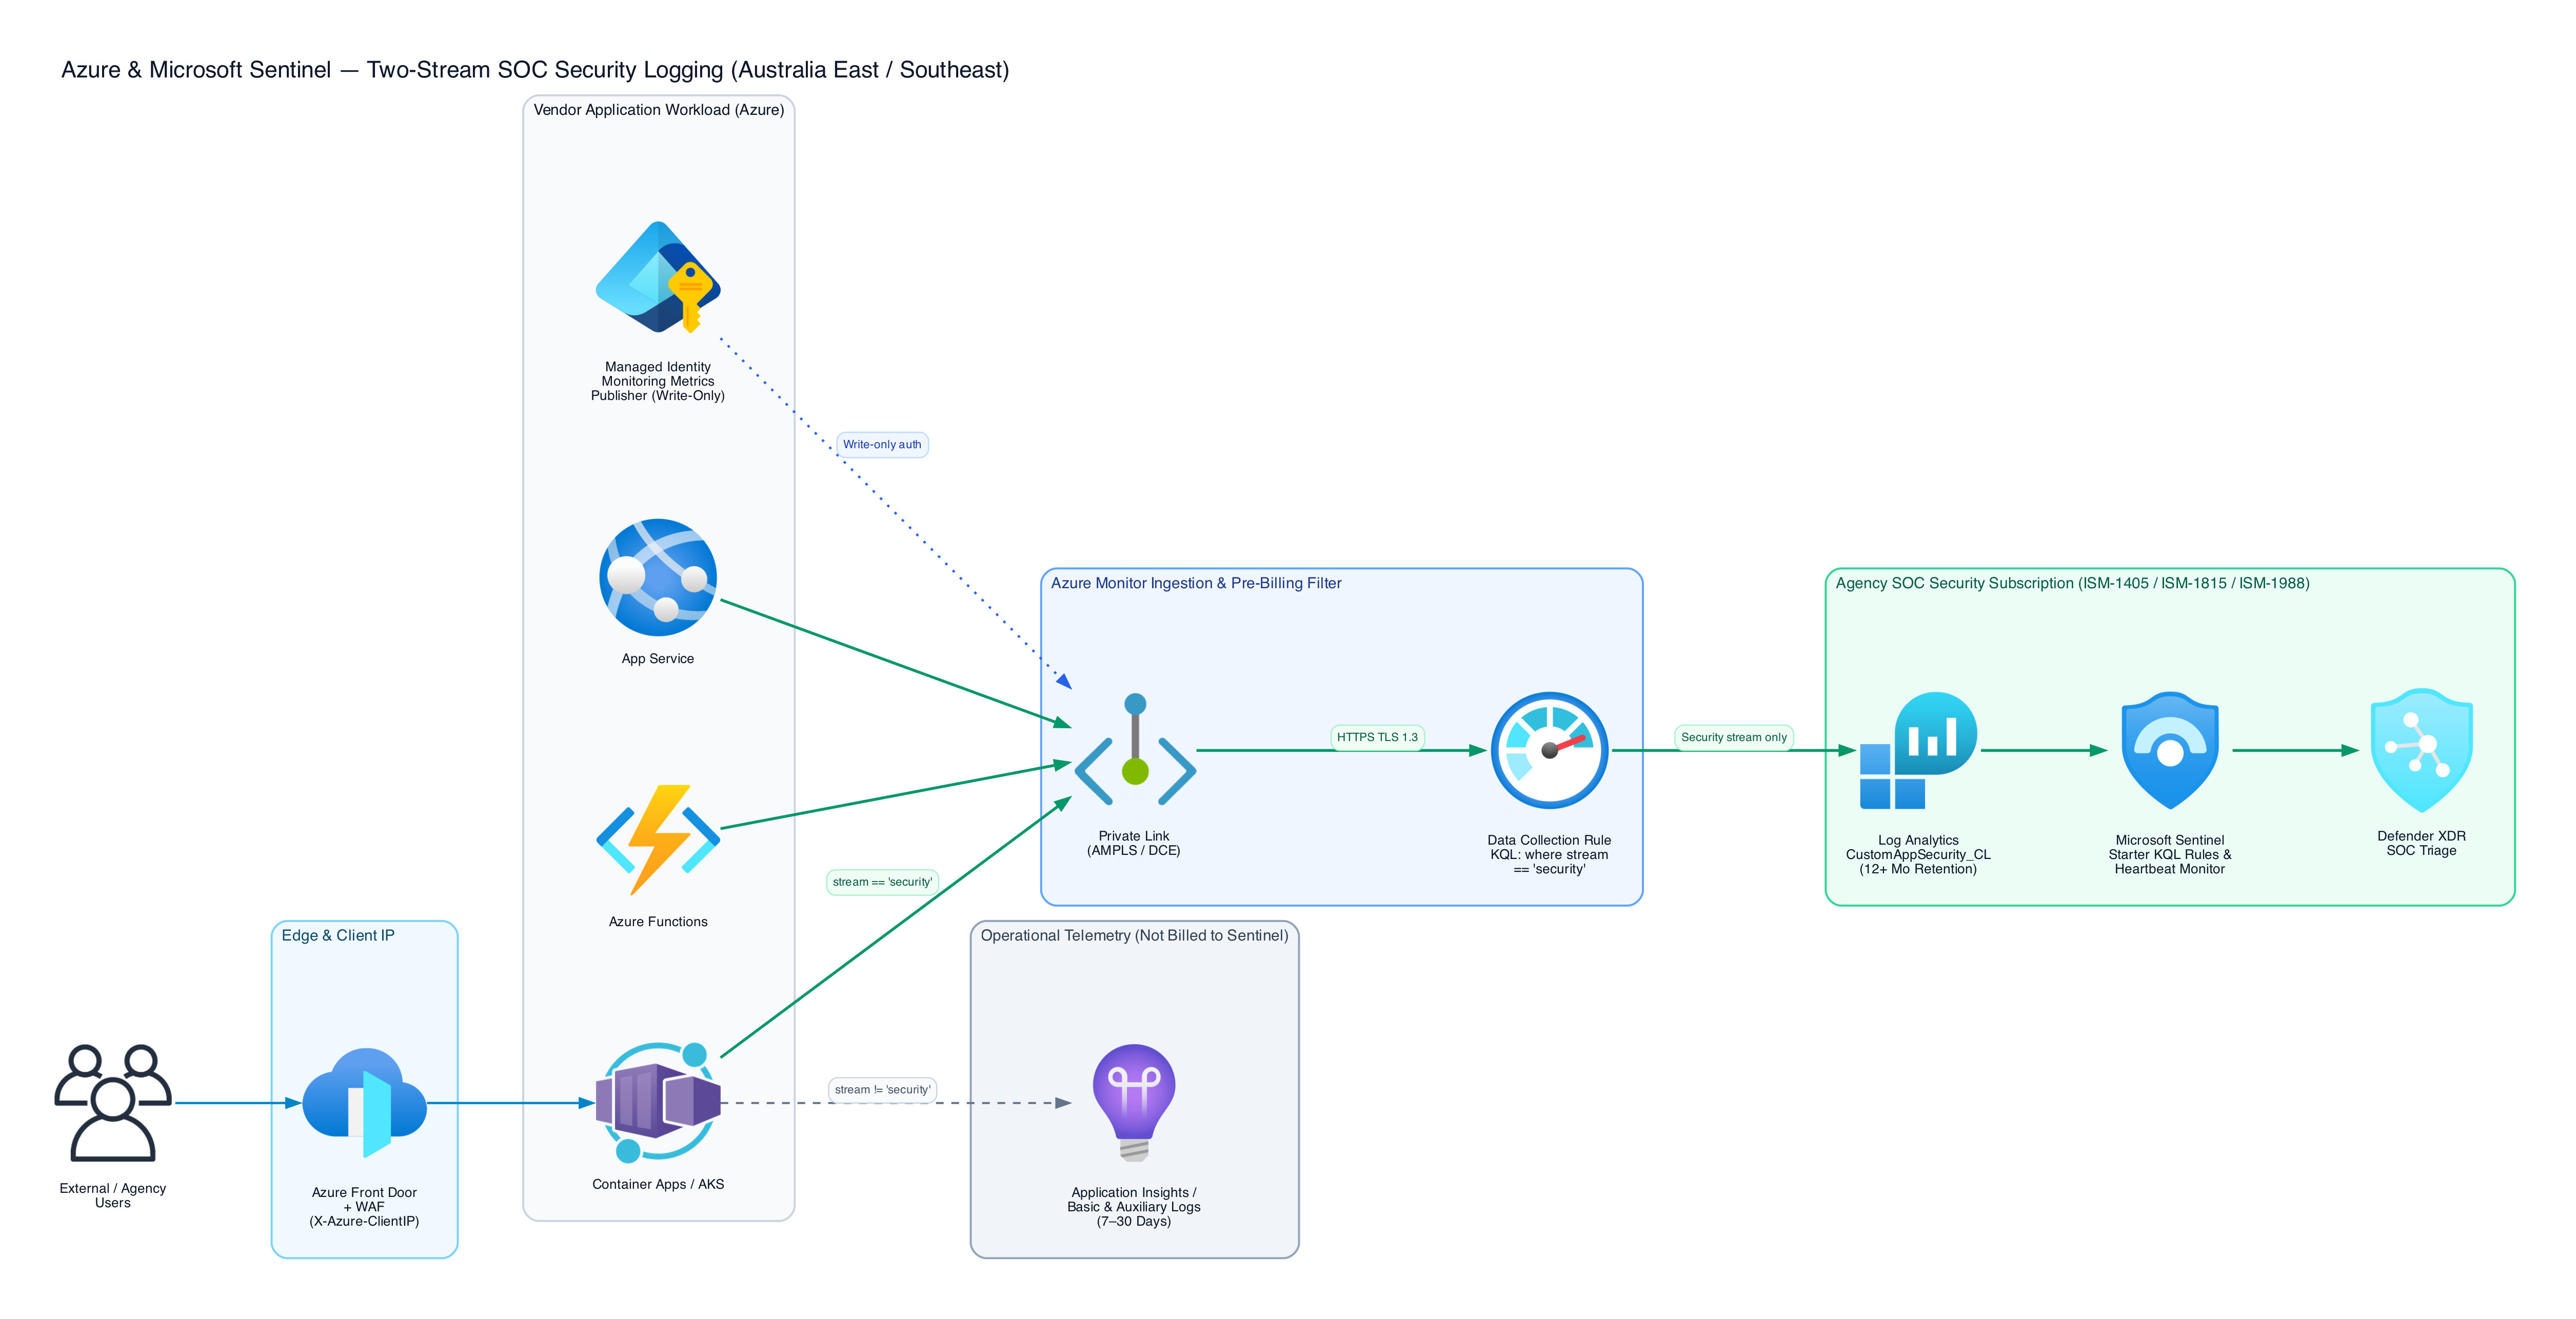 Azure & Microsoft Sentinel — Two-Stream SOC Security Logging (Australia East / Southeast)
Vendor Application Workload (Azure)
Managed Identity
Monitoring Metrics
Publisher (Write-Only)
Write-only auth
App Service
Azure Functions
stream == 'security'
Container Apps / AKS
stream != 'security'
Edge & Client IP
External / Agency
Users
Azure Front Door
+ WAF
(X-Azure-ClientIP)
Azure Monitor Ingestion & Pre-Billing Filter
Private Link
(AMPLS / DCE)
HTTPS TLS 1.3
Data Collection Rule
KQL: where stream
== 'security'
Security stream only
Operational Telemetry (Not Billed to Sentinel)
Application Insights /
Basic & Auxiliary Logs
(7–30 Days)
Agency SOC Security Subscription (ISM-1405 / ISM-1815 / ISM-1988)
Log Analytics
CustomAppSecurity_CL
(12+ Mo Retention)
Microsoft Sentinel
Starter KQL Rules &
Heartbeat Monitor
Defender XDR
SOC Triage